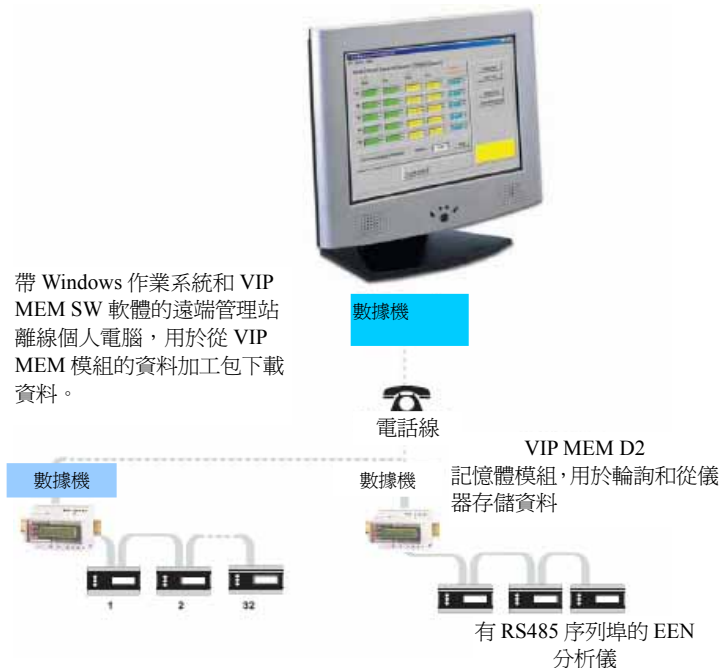 帶 Windows 作業系統和 VIP
MEM SW 軟體的遠端管理站
離線個人電腦，用於從 VIP
MEM 模組的資料加工包下載
資料。
數據機
電話線
數據機
數據機
VIP MEM D2
記憶體模組，用於輪詢和從儀
器存儲資料
1
2
32
有 RS485 序列埠的 EEN
分析儀